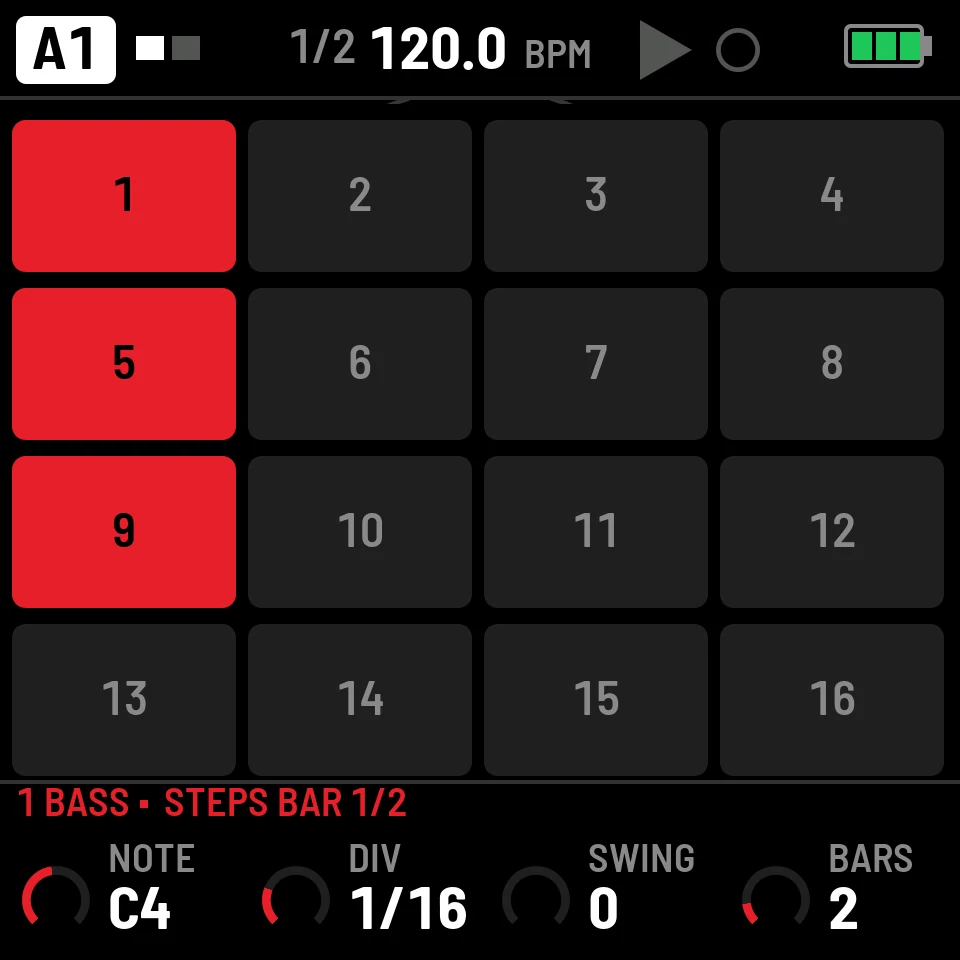 A1 1/2 120.0 BPM
1 2 3 4
5 6 7 8
9 10 11 12
13 14 15 16
1 BASS ▪ STEPS BAR 1/2
NOTE DIV SWING BARS
C4 1/16 0 2